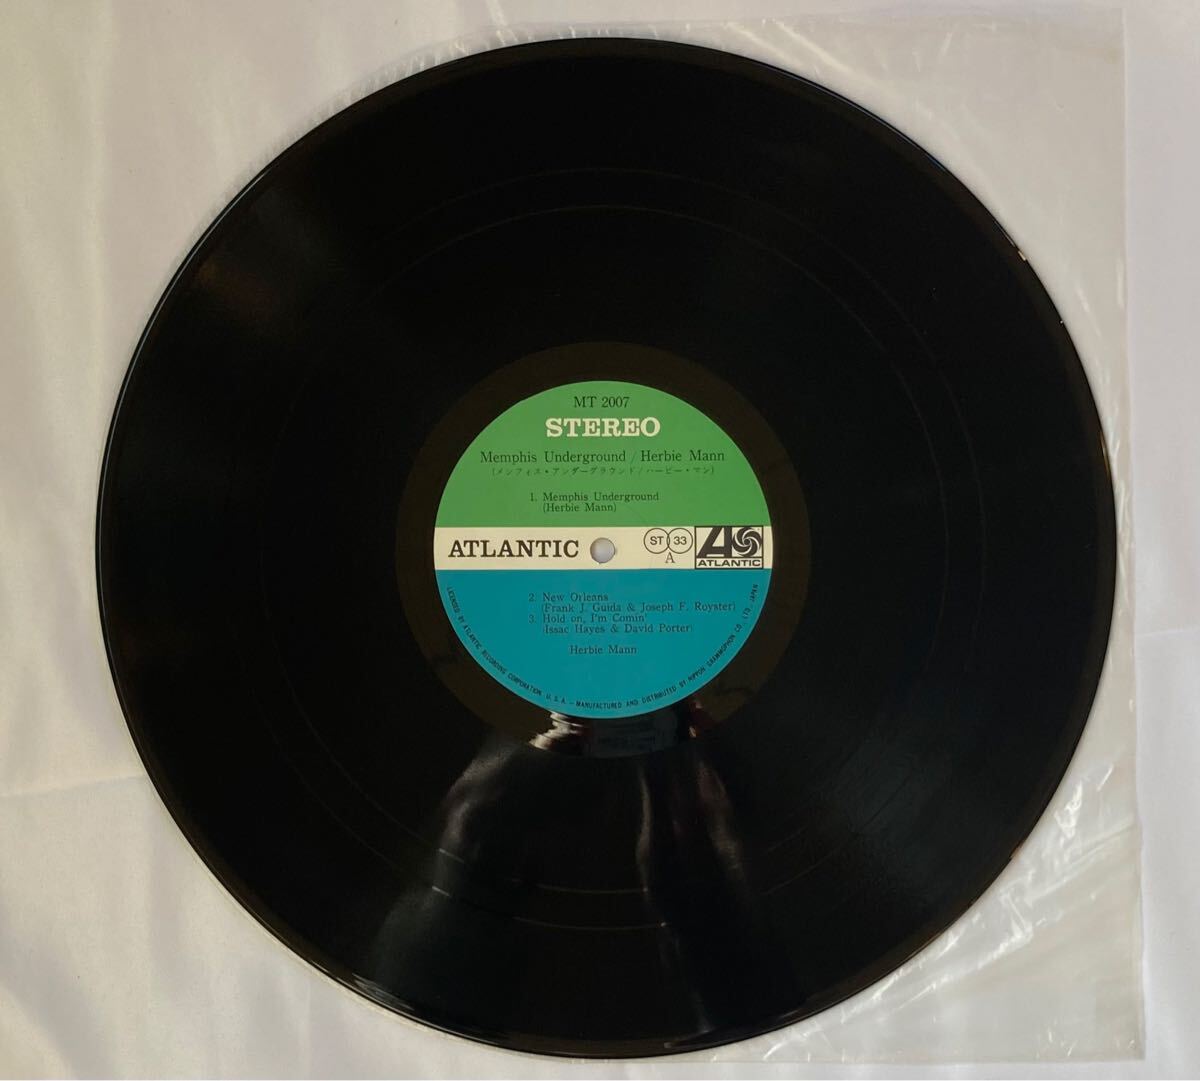 MT 2007
STEREO
Memphis Underground / Herbie Mann
(メンフィス・アンダーグラウンド/ハービー・マン)
1. Memphis Underground
(Herbie Mann)
ATLANTIC
ST 33
A
ATLANTIC
2. New Orleans
(Frank J. Guida & Joseph F. Royster)
3. Hold on, I'm Comin'
(Issac Hayes & David Porter)
Herbie Mann
LICENSED BY ATLANTIC RECORDING CORPORATION, U. S. A. — MANUFACTURED AND DISTRIBUTED BY NIPPON GRAMMOPHON CO., LTD., JAPAN